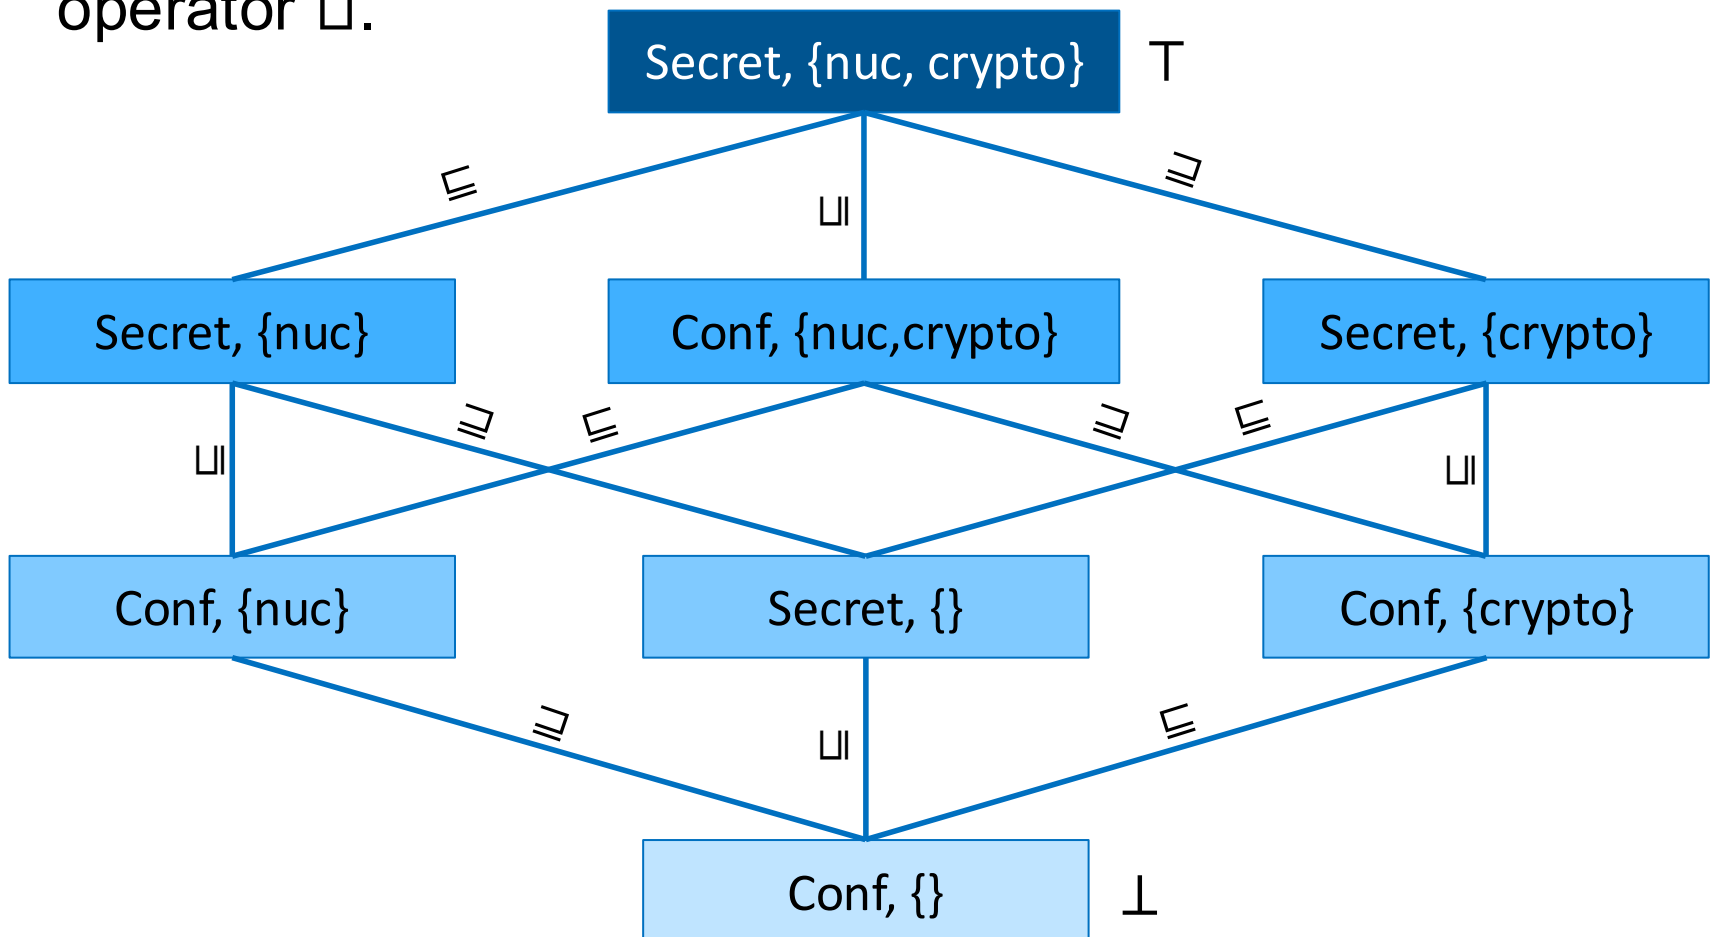 operator ⊔.
Secret, {nuc, crypto} ⊤
⊑ ⊑ ⊒
Secret, {nuc} Conf, {nuc,crypto} Secret, {crypto}
⊑ ⊒ ⊑ ⊒ ⊑ ⊑
Conf, {nuc} Secret, {} Conf, {crypto}
⊒ ⊑ ⊑
Conf, {} ⊥